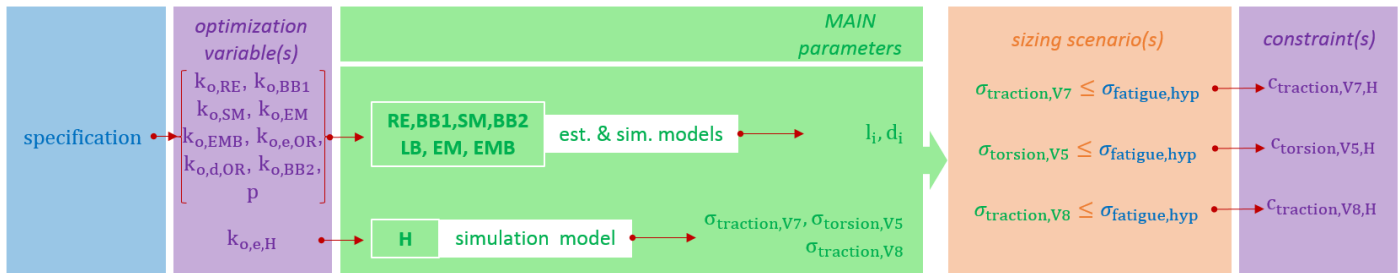 specification
optimization
variable(s)
k_o,RE, k_o,BB1
k_o,SM, k_o,EM
k_o,EMB, k_o,e,OR,
k_o,d,OR, k_o,BB2,
p
k_o,e,H
MAIN
parameters
RE,BB1,SM,BB2
LB, EM, EMB
est. & sim. models
l_i, d_i
H
simulation model
σ_traction,V7, σ_torsion,V5
σ_traction,V8
sizing scenario(s)
σ_traction,V7 ≤ σ_fatigue,hyp
σ_torsion,V5 ≤ σ_fatigue,hyp
σ_traction,V8 ≤ σ_fatigue,hyp
constraint(s)
c_traction,V7,H
c_torsion,V5,H
c_traction,V8,H